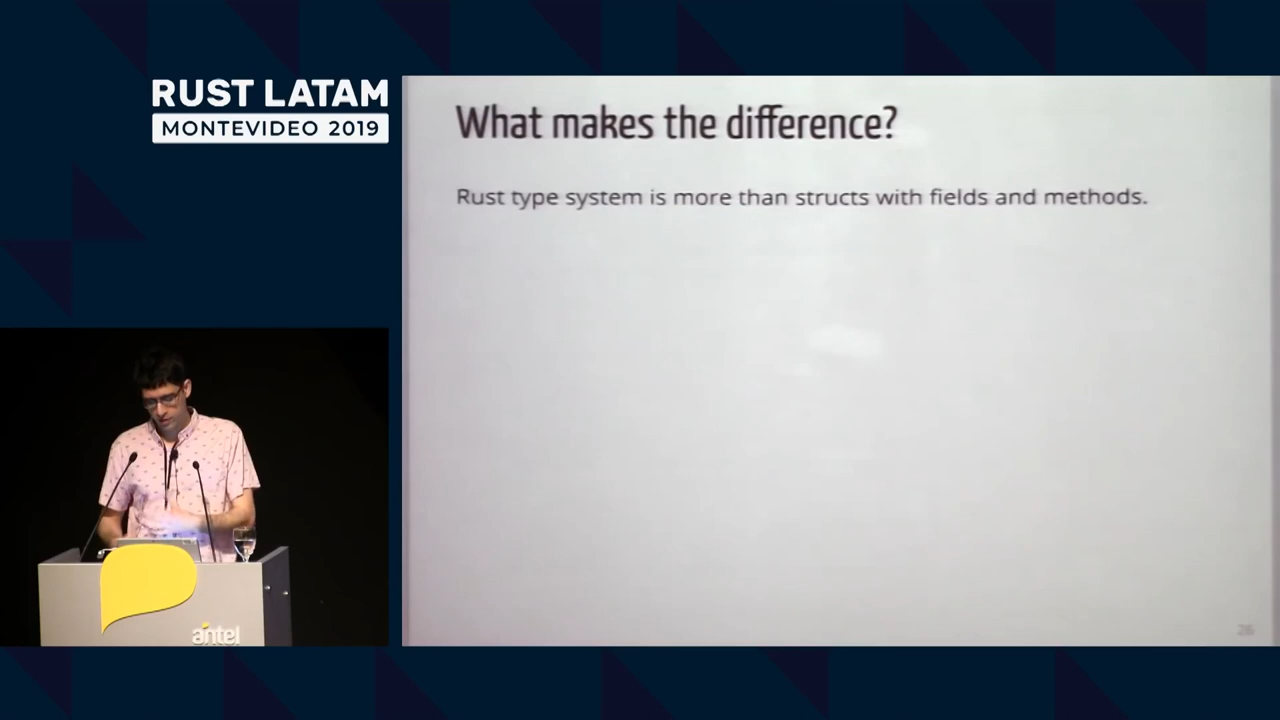 RUST LATAM
MONTEVIDEO 2019
What makes the difference?
Rust type system is more than structs with fields and methods.
26
antel